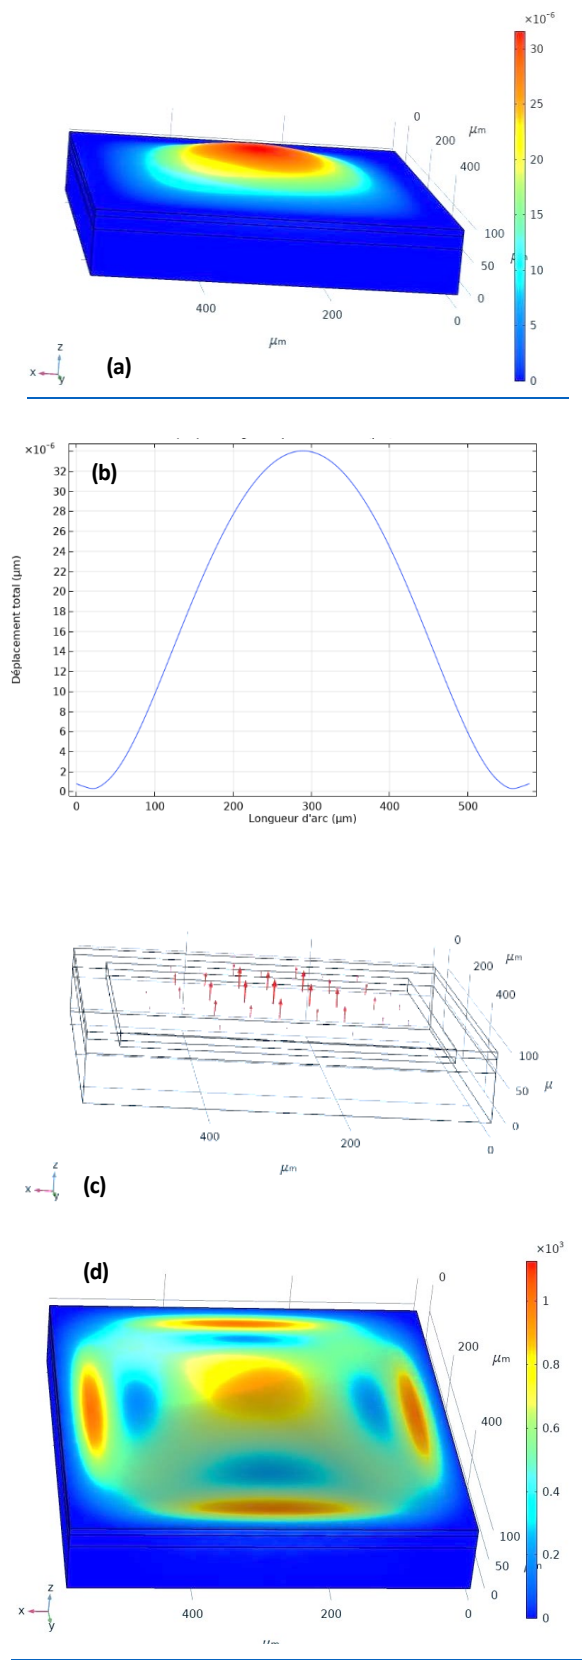 ×10⁻⁶
30
25
20
15
10
5
0
0
200
μm
400
100
50
0
400
200
0
μm
z
x
y
(a)
×10⁻⁶
(b)
32
30
28
26
24
22
20
18
16
14
12
10
8
6
4
2
0
Déplacement total (μm)
0 100 200 300 400 500
Longueur d'arc (μm)
0
200
μm
400
100
50
μ
0
400
200
0
μm
z
x
y
(c)
(d)
×10³
1
0.8
0.6
0.4
0.2
0
0
200
μm
400
100
50
0
400
200
0
z
x
y